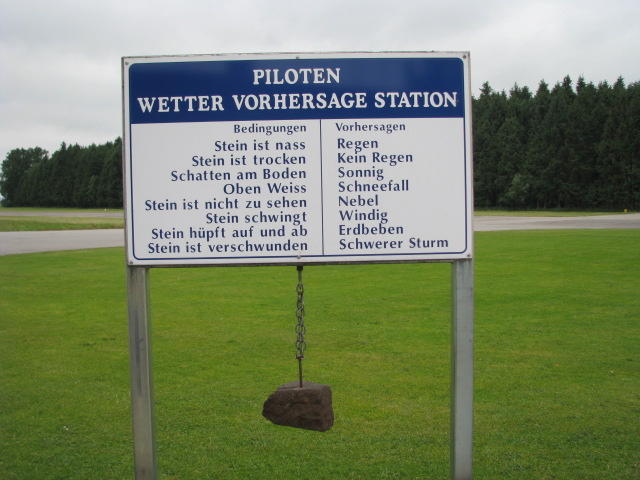 PILOTEN
WETTER VORHERSAGE STATION
Bedingungen Vorhersagen
Stein ist nass Regen
Stein ist trocken Kein Regen
Schatten am Boden Sonnig
Oben Weiss Schneefall
Stein ist nicht zu sehen Nebel
Stein schwingt Windig
Stein hüpft auf und ab Erdbeben
Stein ist verschwunden Schwerer Sturm